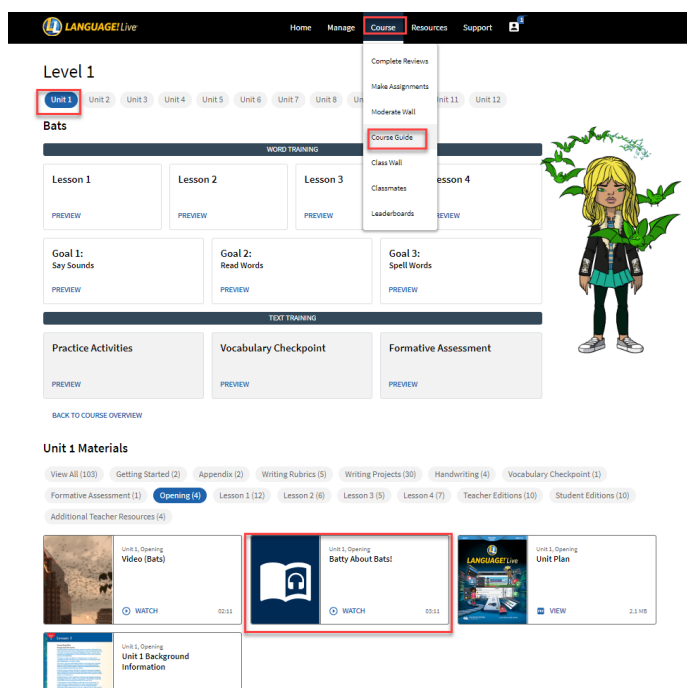 LANGUAGE! Live
Home Manage Course Resources Support 1
Complete Reviews
Make Assignments
Moderate Wall
Course Guide
Class Wall
Classmates
Leaderboards
Level 1
Unit 1 Unit 2 Unit 3 Unit 4 Unit 5 Unit 6 Unit 7 Unit 8 Un nit 11 Unit 12
Bats
WORD TRAINING
Lesson 1 Lesson 2 Lesson 3 esson 4
PREVIEW PREVIEW PREVIEW REVIEW
Goal 1: Goal 2: Goal 3:
Say Sounds Read Words Spell Words
PREVIEW PREVIEW PREVIEW
TEXT TRAINING
Practice Activities Vocabulary Checkpoint Formative Assessment
PREVIEW PREVIEW PREVIEW
BACK TO COURSE OVERVIEW
Unit 1 Materials
View All (103) Getting Started (2) Appendix (2) Writing Rubrics (5) Writing Projects (30) Handwriting (4) Vocabulary Checkpoint (1)
Formative Assessment (1) Opening (4) Lesson 1 (12) Lesson 2 (6) Lesson 3 (5) Lesson 4 (7) Teacher Editions (10) Student Editions (10)
Additional Teacher Resources (4)
Unit 1, Opening Unit 1, Opening LANGUAGE! Live Unit 1, Opening
Video (Bats) Batty About Bats! Unit Plan
WATCH 02:11 WATCH 03:11 VIEW 2.1 MB
Lesson 1 Unit 1, Opening
Unit 1 Background
Information